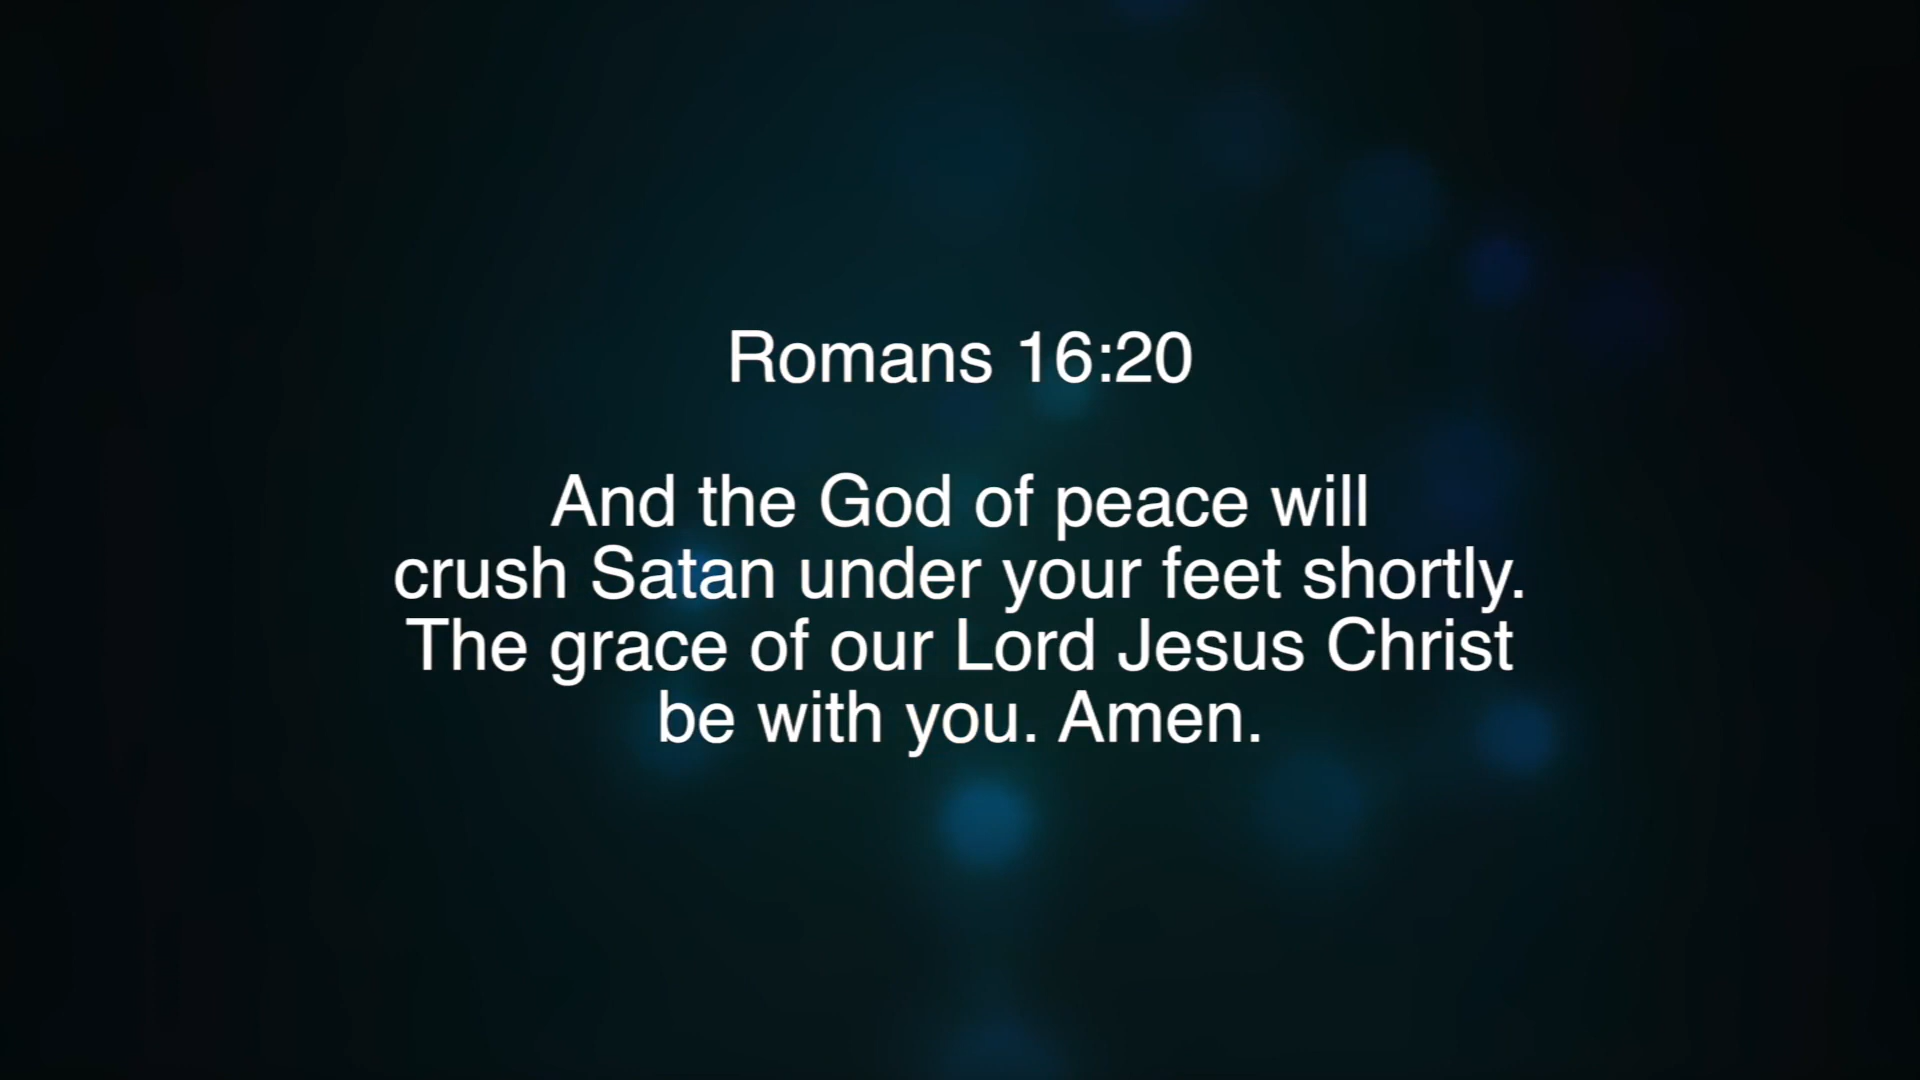 Romans 16:20
And the God of peace will
crush Satan under your feet shortly.
The grace of our Lord Jesus Christ
be with you. Amen.